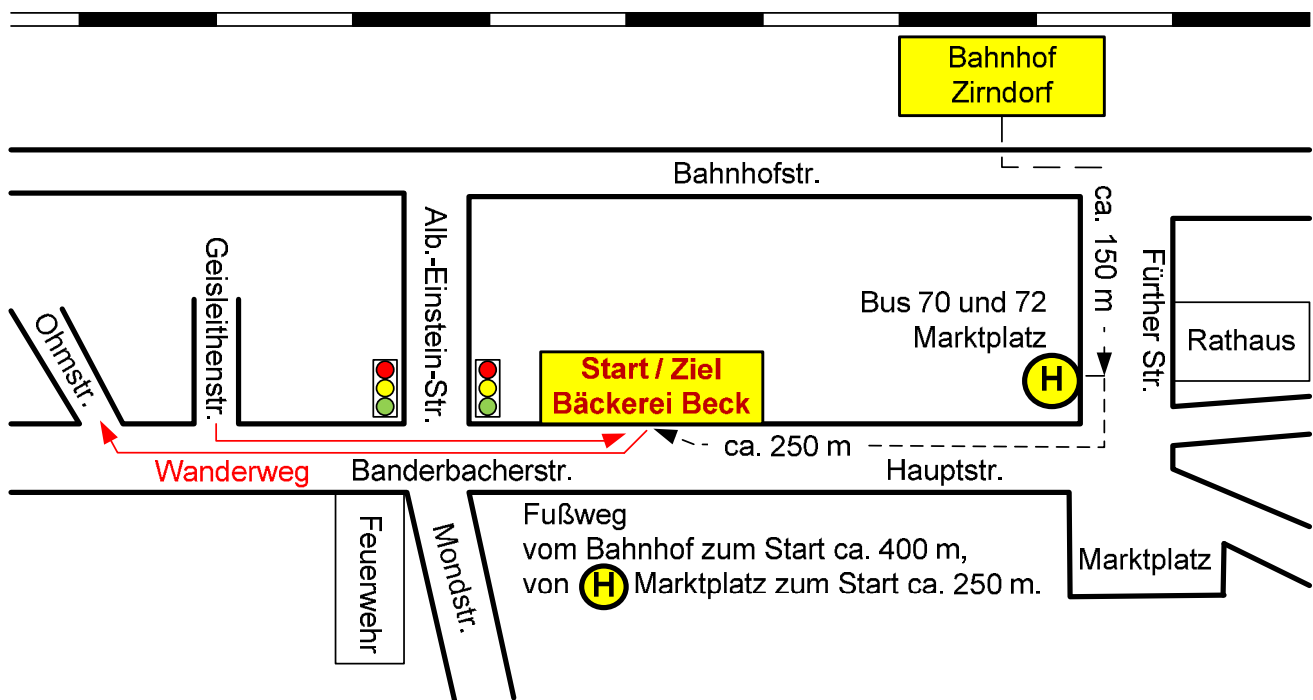 Bahnhof
Zirndorf
Bahnhofstr.
ca. 150 m
Fürther Str.
Alb.-Einstein-Str.
Geisleithenstr.
Ohmstr.
Bus 70 und 72
Marktplatz
H
Rathaus
Start / Ziel
Bäckerei Beck
ca. 250 m
Wanderweg
Banderbacherstr.
Hauptstr.
Feuerwehr
Mondstr.
Fußweg
vom Bahnhof zum Start ca. 400 m,
von H Marktplatz zum Start ca. 250 m.
Marktplatz